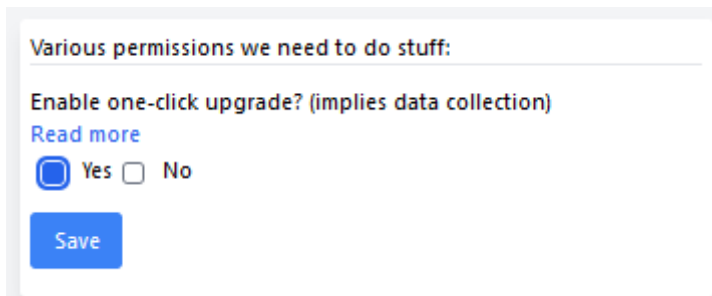 Various permissions we need to do stuff:
Enable one-click upgrade? (implies data collection)
Read more
Yes No
Save